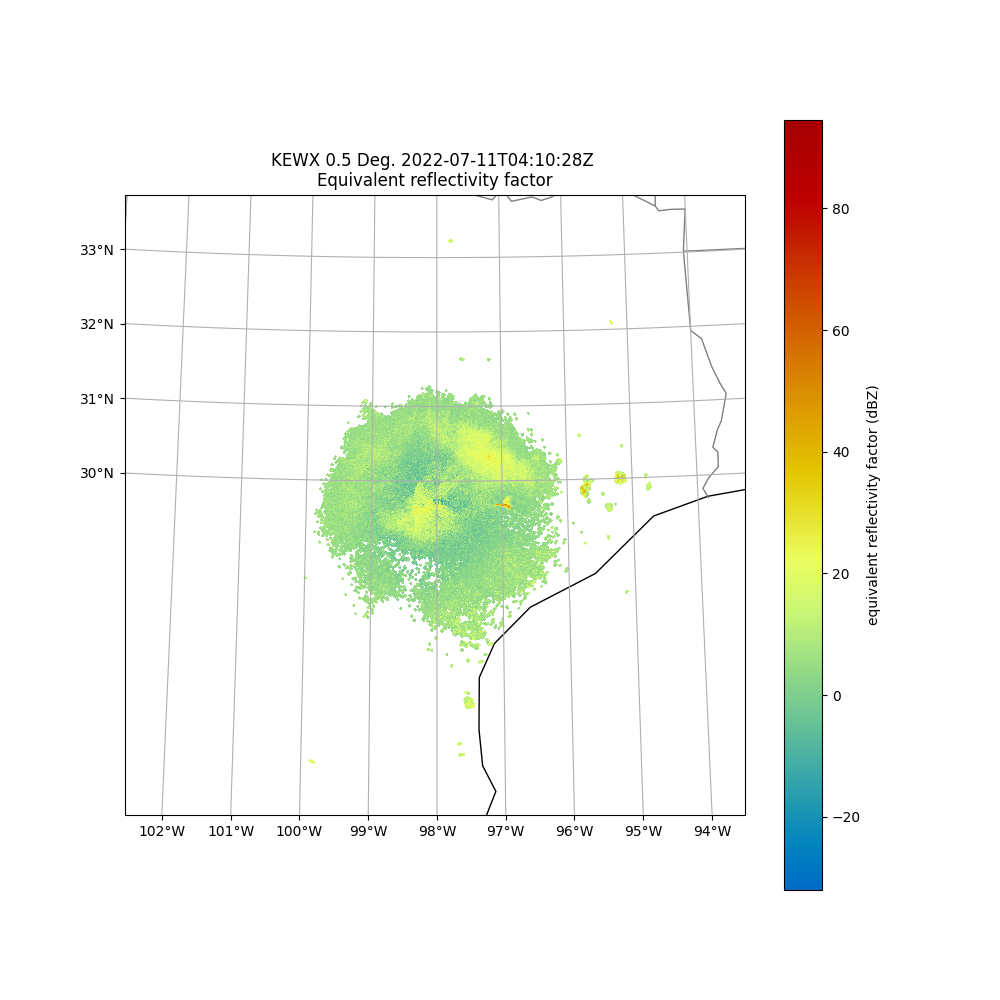 KEWX 0.5 Deg. 2022-07-11T04:10:28Z
Equivalent reflectivity factor
33°N
32°N
31°N
30°N
102°W 101°W 100°W 99°W 98°W 97°W 96°W 95°W 94°W
80
60
40
20
0
−20
equivalent reflectivity factor (dBZ)